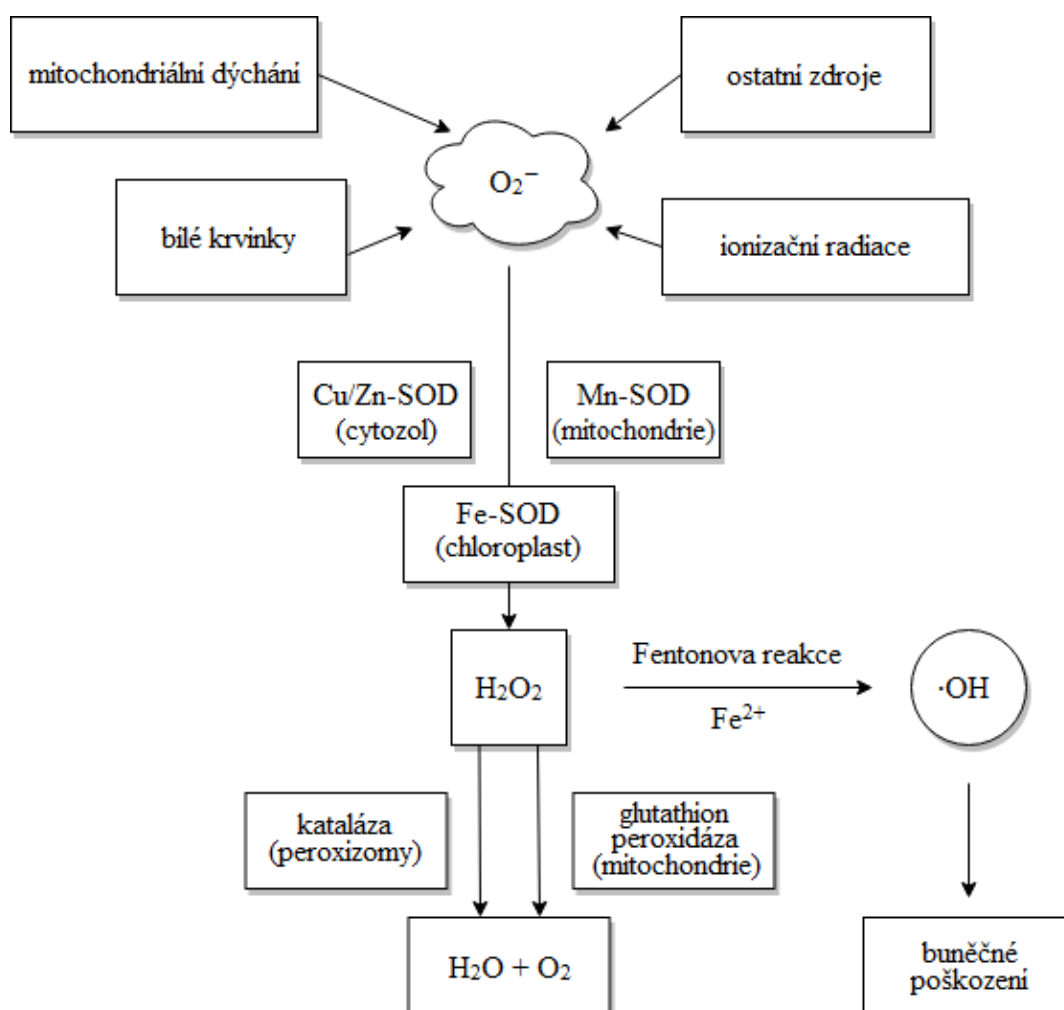 mitochondriální dýchání
ostatní zdroje
O₂⁻
bílé krvinky
ionizační radiace
Cu/Zn-SOD
(cytozol)
Mn-SOD
(mitochondrie)
Fe-SOD
(chloroplast)
H₂O₂
Fentonova reakce
Fe²⁺
·OH
kataláza
(peroxizomy)
glutathion
peroxidáza
(mitochondrie)
H₂O + O₂
buněčné
poškození